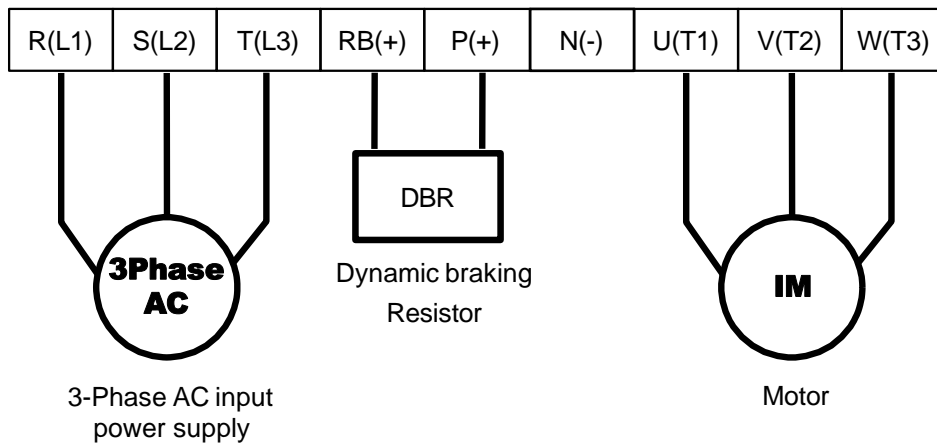 R(L1) S(L2) T(L3) RB(+) P(+) N(-) U(T1) V(T2) W(T3)
DBR
3Phase
AC
IM
Dynamic braking
Resistor
3-Phase AC input
power supply
Motor